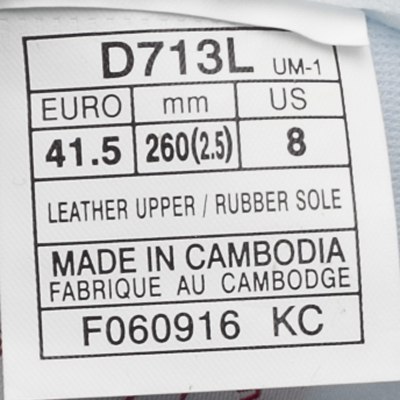 D713L UM-1
EURO mm US
41.5 260(2.5) 8
LEATHER UPPER / RUBBER SOLE
MADE IN CAMBODIA
FABRIQUE AU CAMBODGE
F060916 KC